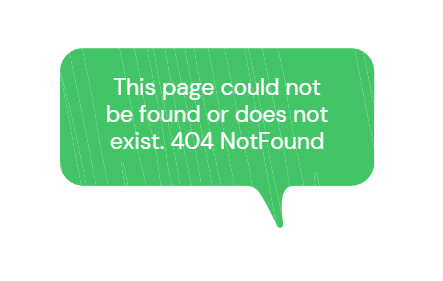 This page could not
be found or does not
exist. 404 NotFound